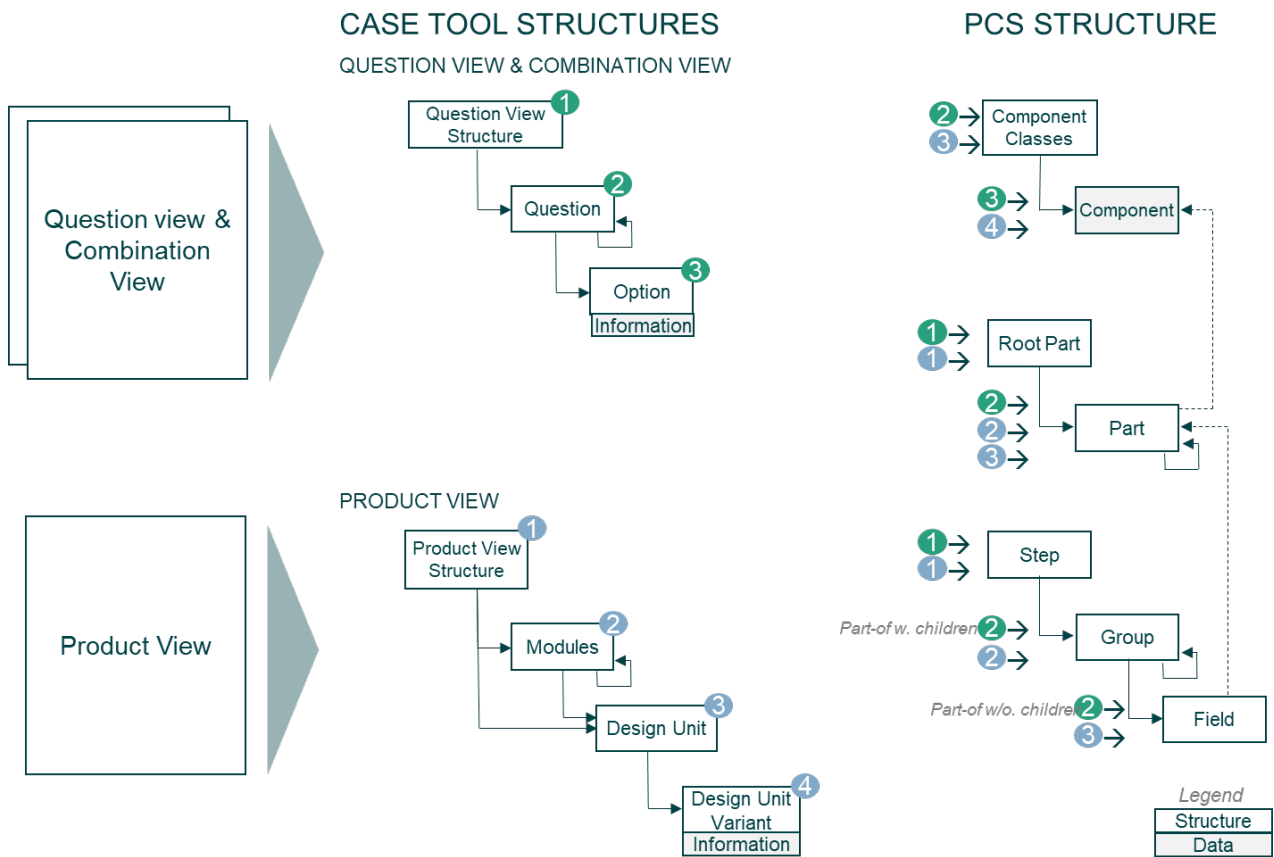 CASE TOOL STRUCTURES
PCS STRUCTURE
QUESTION VIEW & COMBINATION VIEW
Question view &
Combination
View
Question View
Structure
1
Question
2
Option
3
Information
2
3
Component
Classes
3
4
Component
1
1
Root Part
2
2
3
Part
PRODUCT VIEW
Product View
Product View
Structure
1
Modules
2
Design Unit
3
Design Unit
Variant
4
Information
1
1
Step
Part-of w. children
2
2
Group
Part-of w/o. children
2
3
Field
Legend
Structure
Data